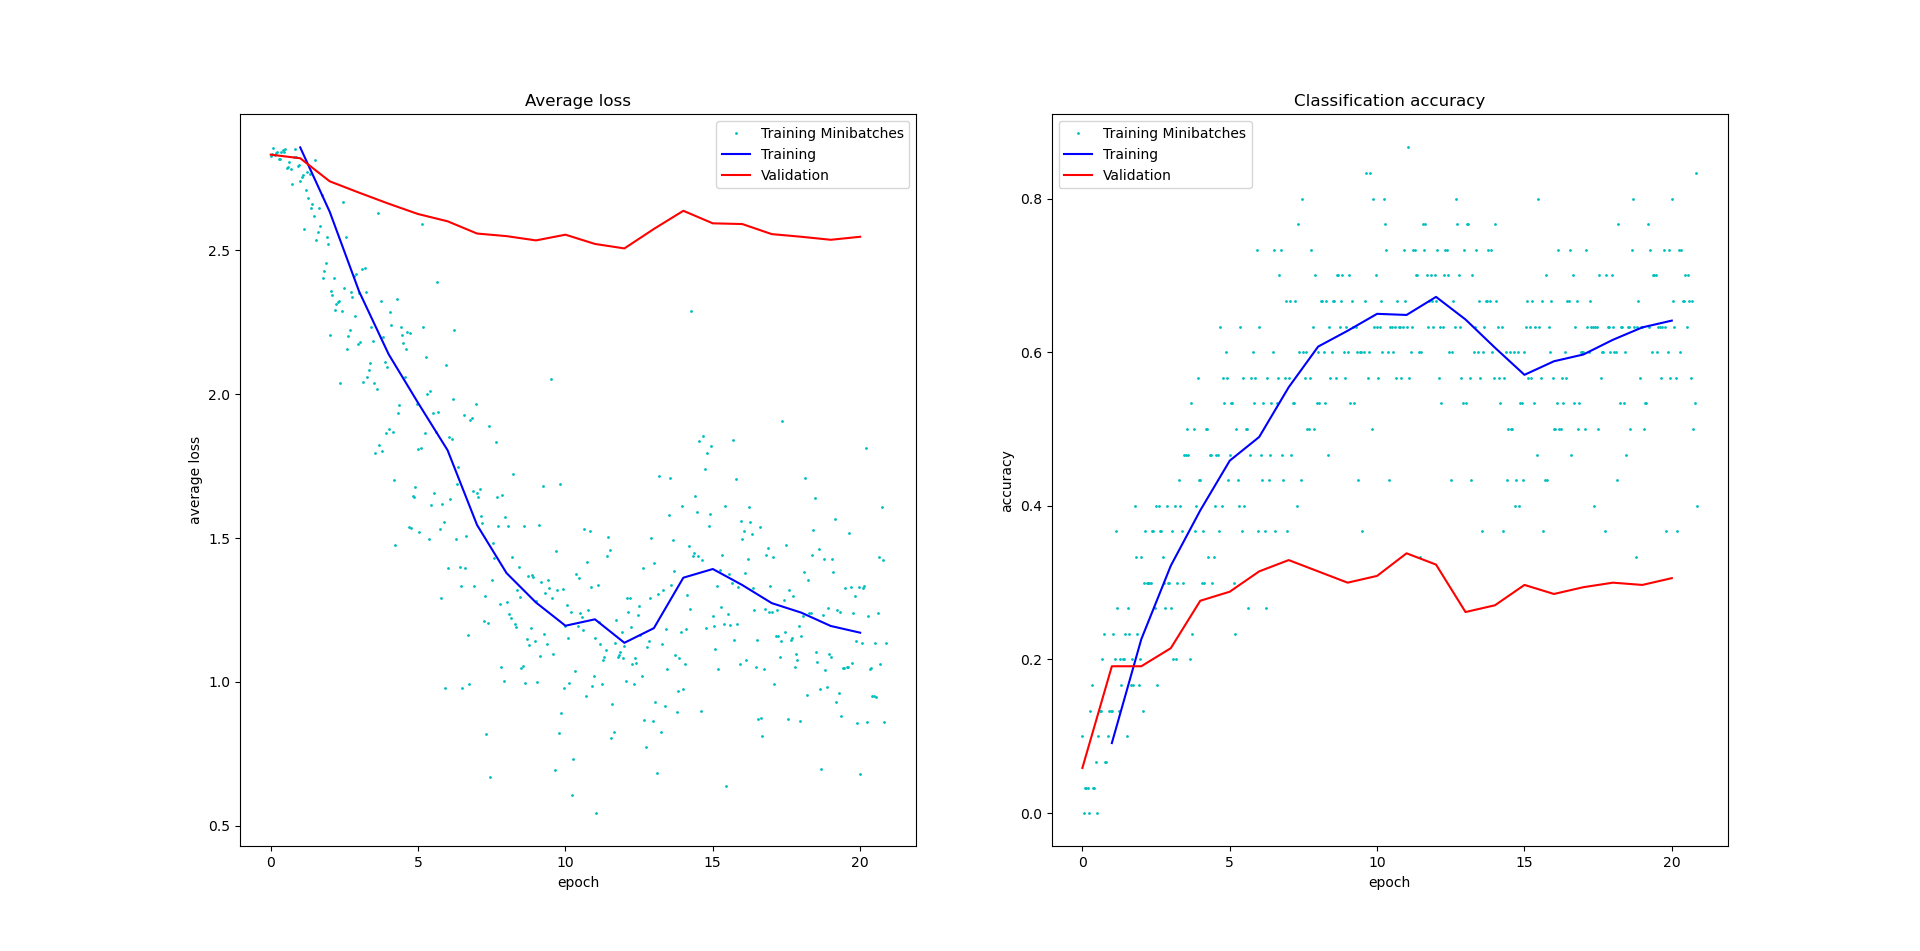 Average loss
Training Minibatches
Training
Validation
2.5
2.0
1.5
1.0
0.5
average loss
0 5 10 15 20
epoch
Classification accuracy
Training Minibatches
Training
Validation
0.8
0.6
0.4
0.2
0.0
accuracy
0 5 10 15 20
epoch